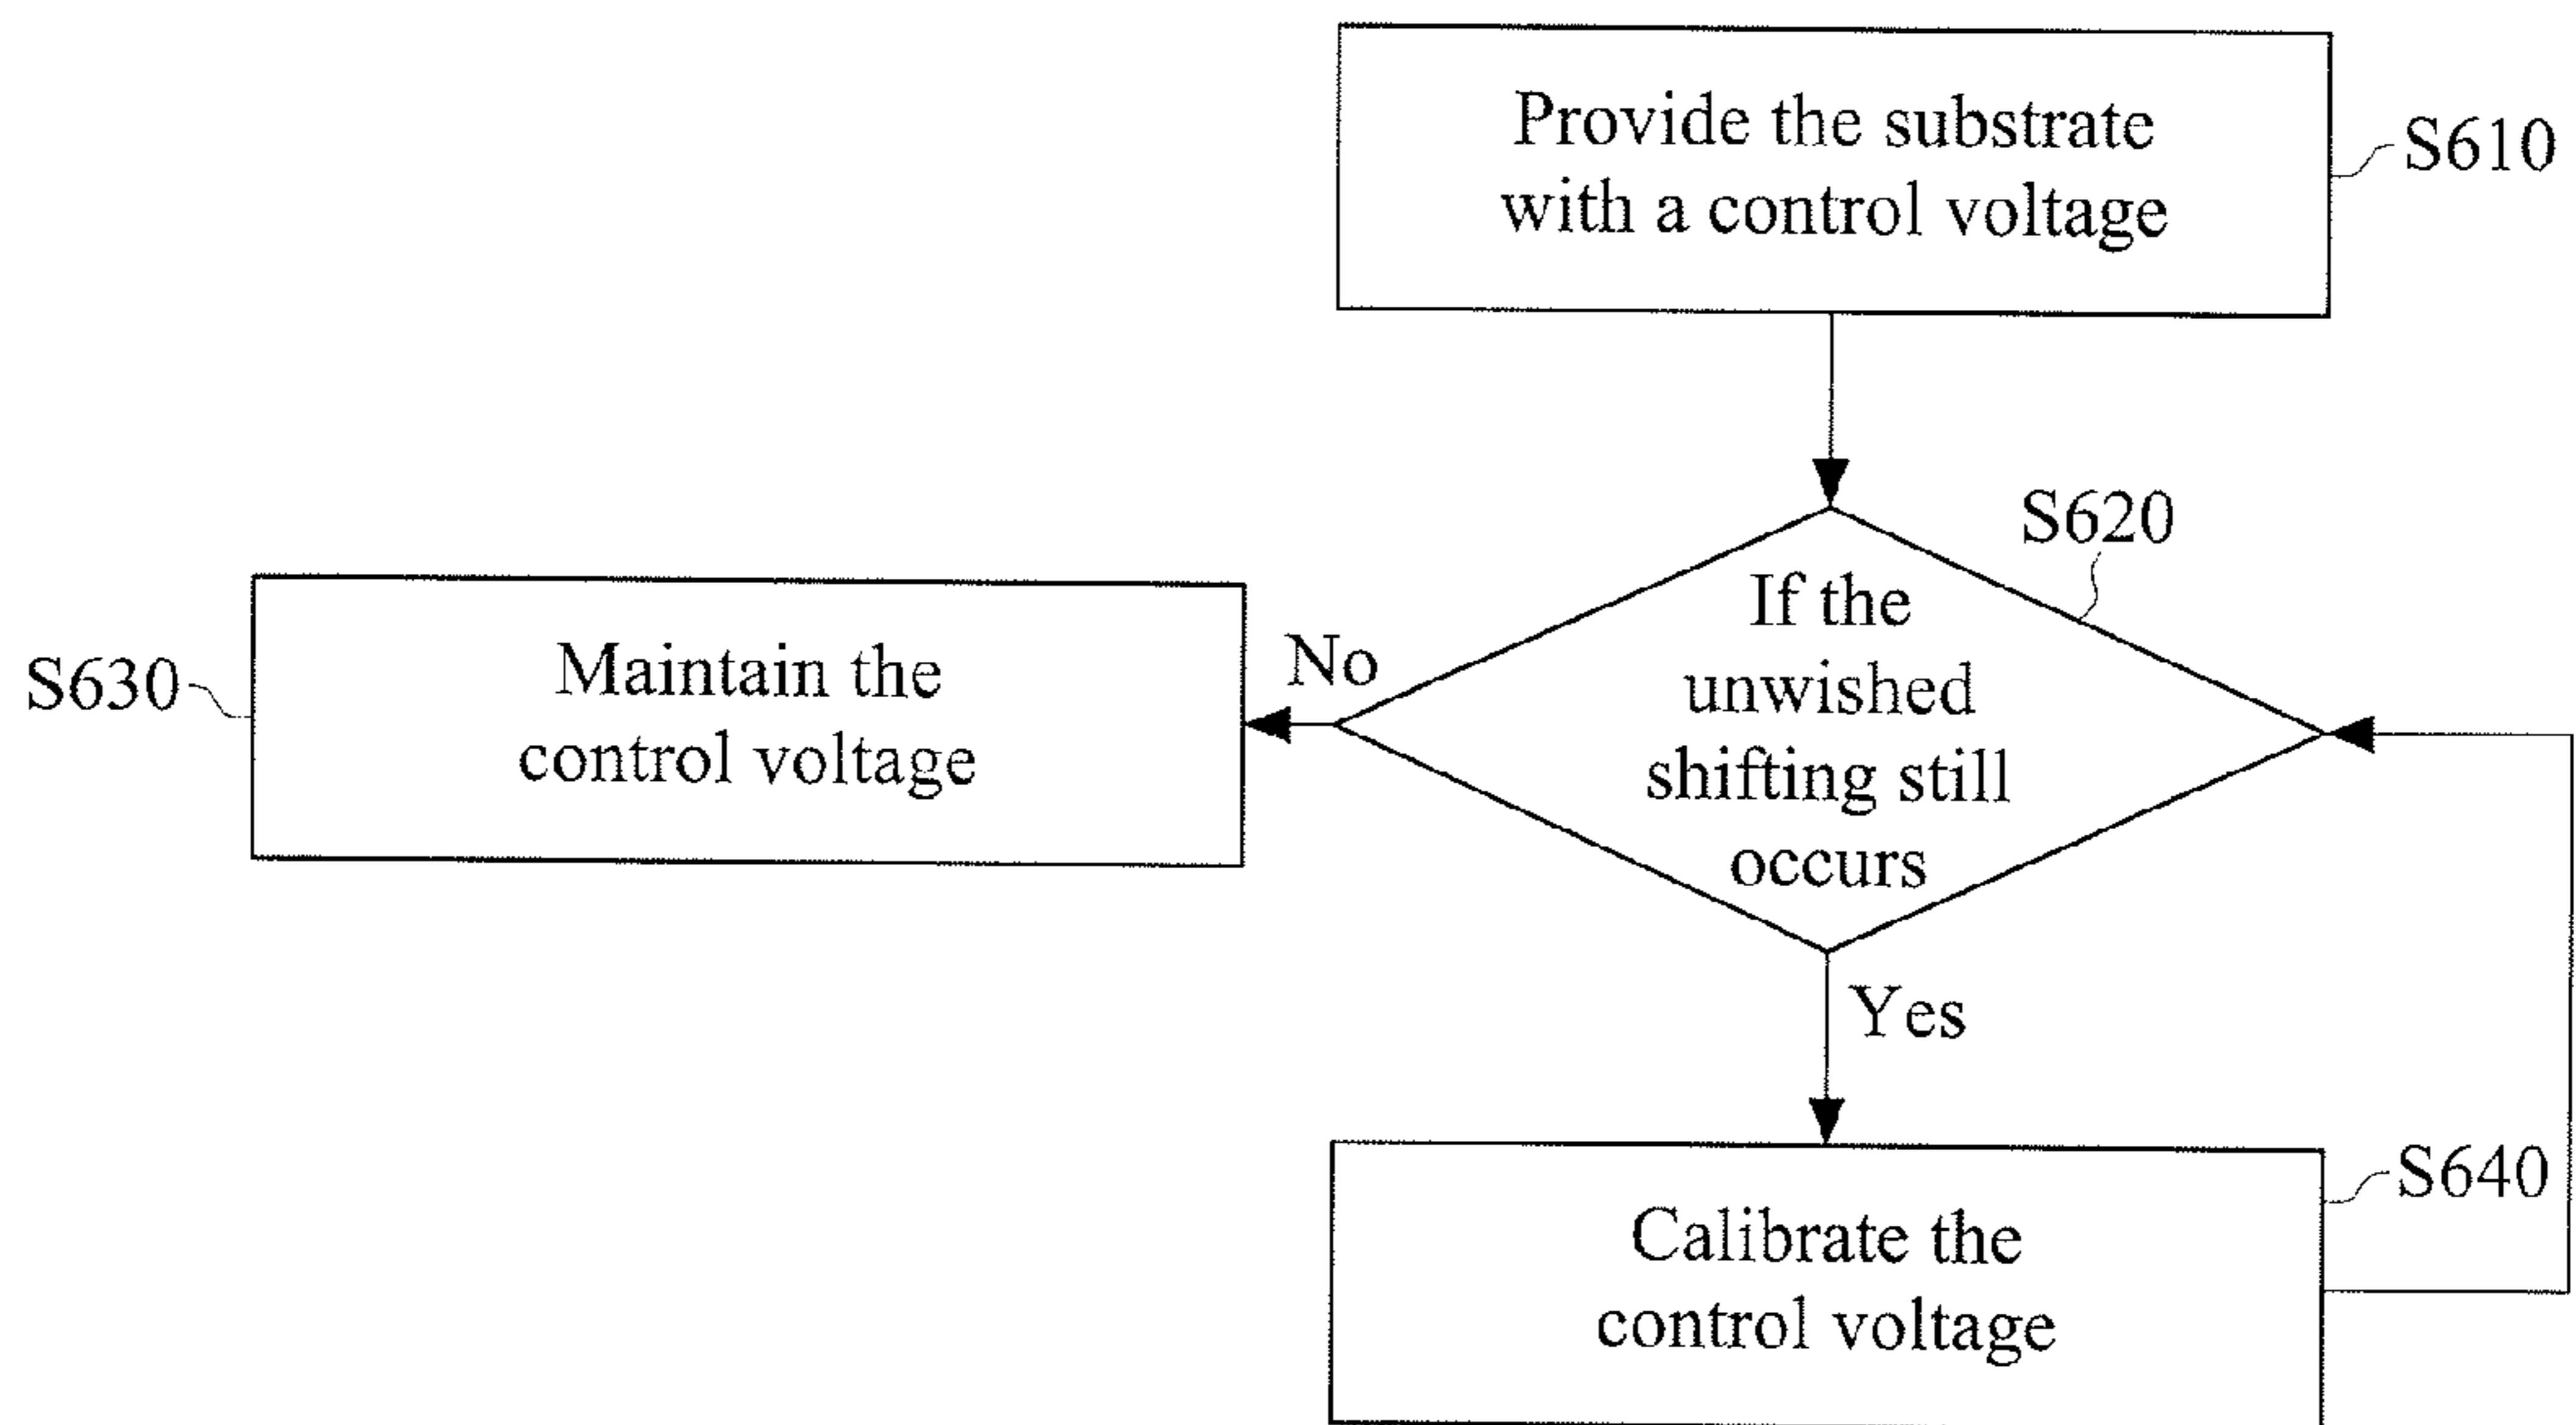 Provide the substrate
with a control voltage
S610
S620
If the
unwished
shifting still
occurs
No
S630
Maintain the
control voltage
Yes
S640
Calibrate the
control voltage